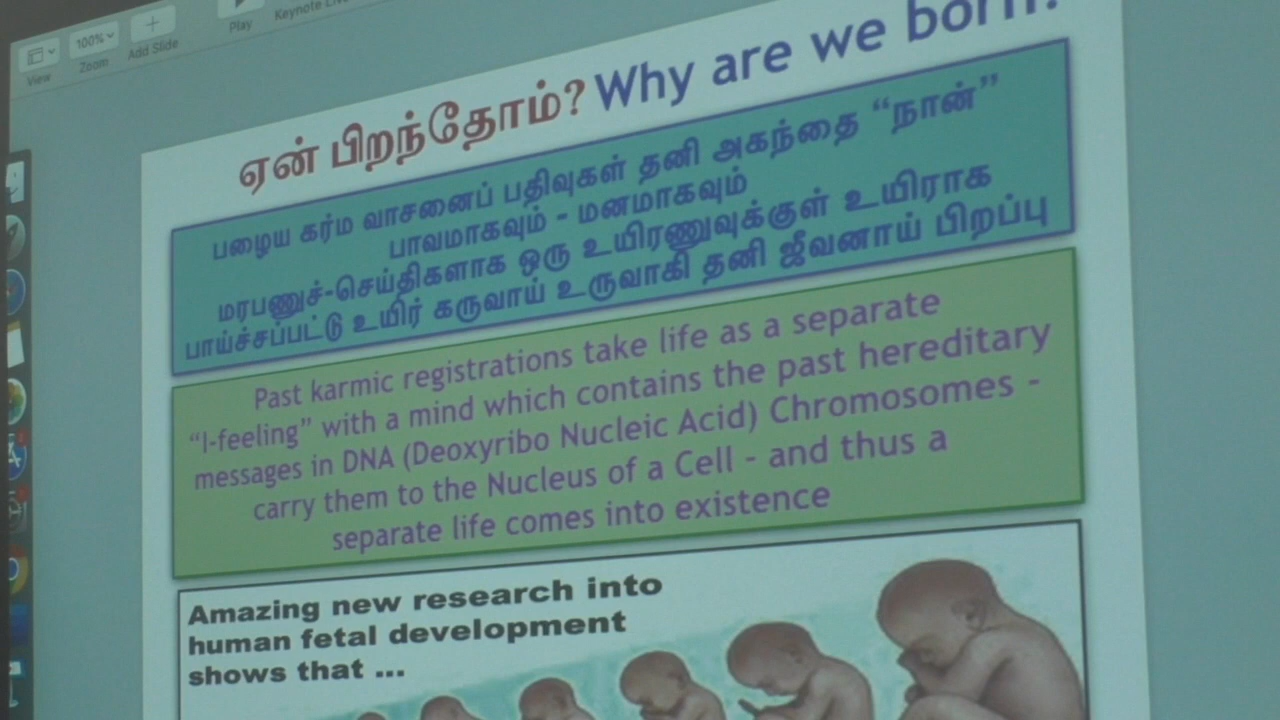 View
100%
Zoom
Add Slide
Play
Keynote Live
ஏன் பிறந்தோம்? Why are we born?
பழைய கர்ம வாசனைப் பதிவுகள் தனி அகந்தை “நான்”
பாவமாகவும் - மனமாகவும்
மரபணுச்-செய்திகளாக ஒரு உயிரணுவுக்குள் உயிராக
பாய்ச்சப்பட்டு உயிர் கருவாய் உருவாகி தனி ஜீவனாய் பிறப்பு
Past karmic registrations take life as a separate
“I-feeling” with a mind which contains the past hereditary
messages in DNA (Deoxyribo Nucleic Acid) Chromosomes -
carry them to the Nucleus of a Cell - and thus a
separate life comes into existence
Amazing new research into
human fetal development
shows that ...